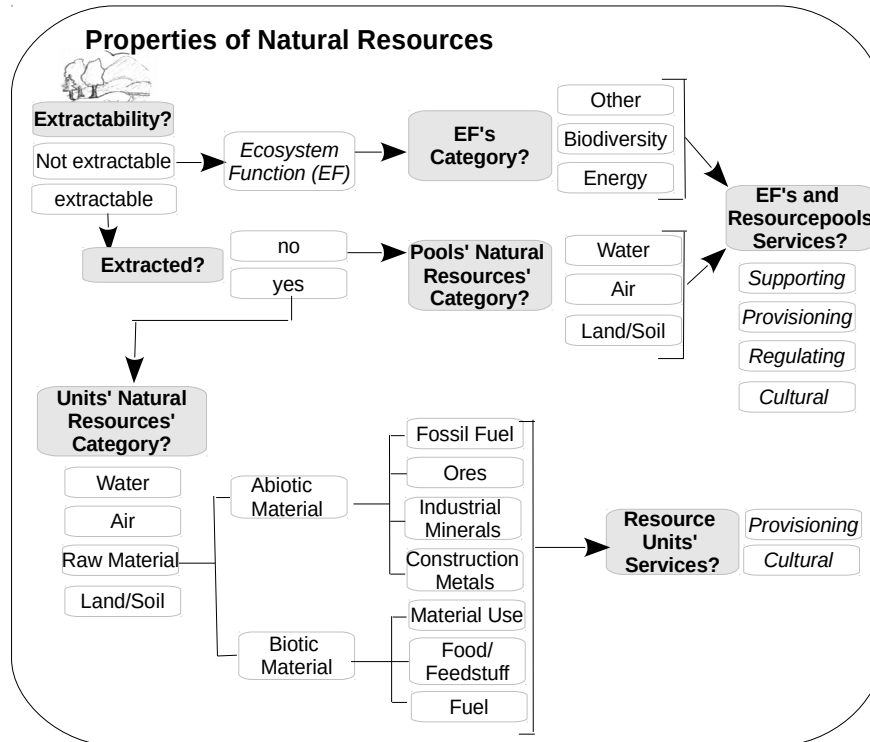 Properties of Natural Resources
Extractability?
Not extractable
extractable
Ecosystem
Function (EF)
EF's
Category?
Other
Biodiversity
Energy
EF's and
Resourcepools
Services?
Supporting
Provisioning
Regulating
Cultural
Extracted?
no
yes
Pools' Natural
Resources'
Category?
Water
Air
Land/Soil
Units' Natural
Resources'
Category?
Water
Air
Raw Material
Land/Soil
Abiotic
Material
Fossil Fuel
Ores
Industrial
Minerals
Construction
Metals
Biotic
Material
Material Use
Food/
Feedstuff
Fuel
Resource
Units'
Services?
Provisioning
Cultural